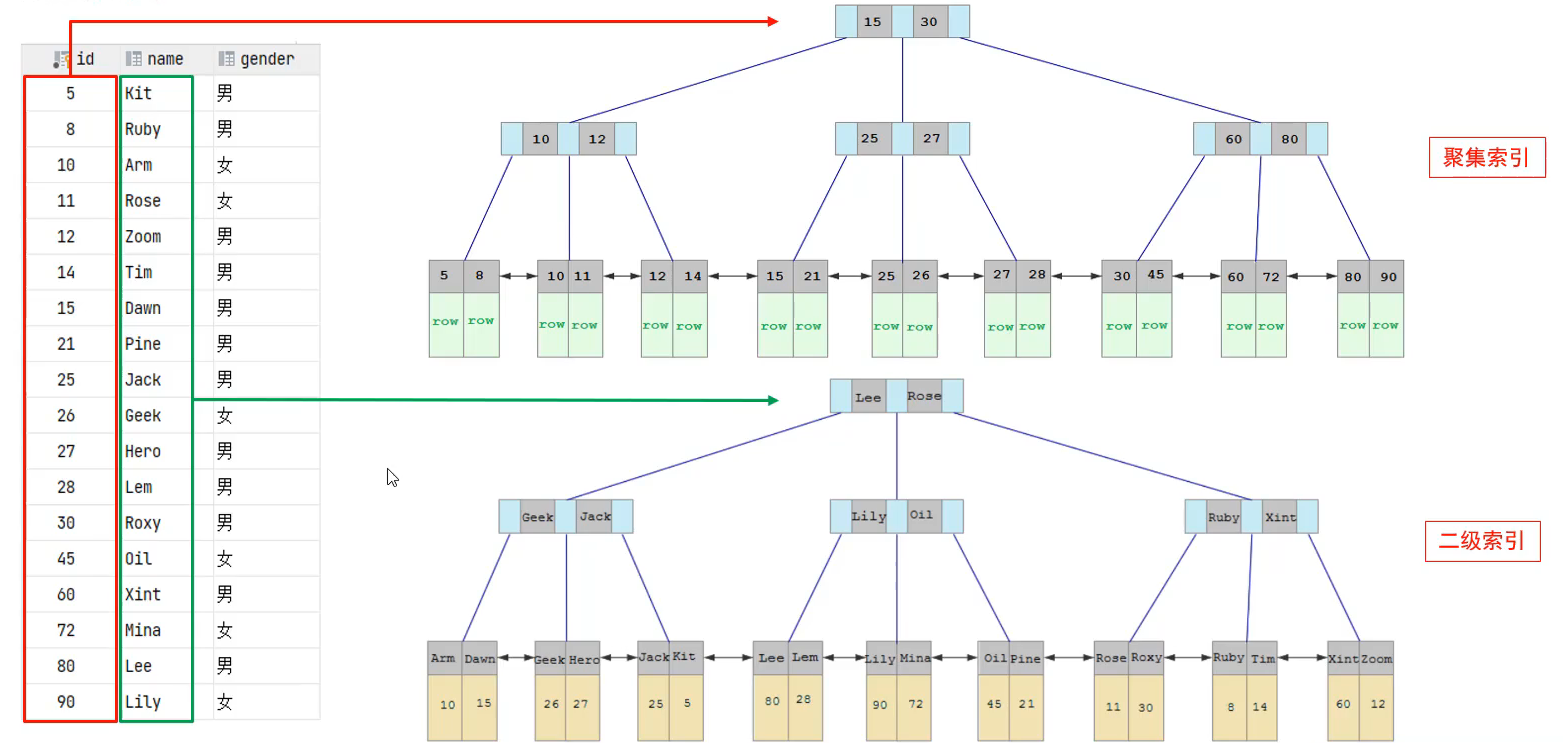 id name gender
5 Kit 男
8 Ruby 男
10 Arm 女
11 Rose 女
12 Zoom 男
14 Tim 男
15 Dawn 男
21 Pine 男
25 Jack 男
26 Geek 女
27 Hero 男
28 Lem 男
30 Roxy 男
45 Oil 女
60 Xint 男
72 Mina 女
80 Lee 男
90 Lily 女
15 30
10 12 25 27 60 80
聚集索引
5 8 10 11 12 14 15 21 25 26 27 28 30 45 60 72 80 90
row row row row row row row row row row row row row row row row row row
Lee Rose
Geek Jack Lily Oil Ruby Xint
二级索引
Arm Dawn Geek Hero Jack Kit Lee Lem Lily Mina Oil Pine Rose Roxy Ruby Tim Xint Zoom
10 15 26 27 25 5 80 28 90 72 45 21 11 30 8 14 60 12